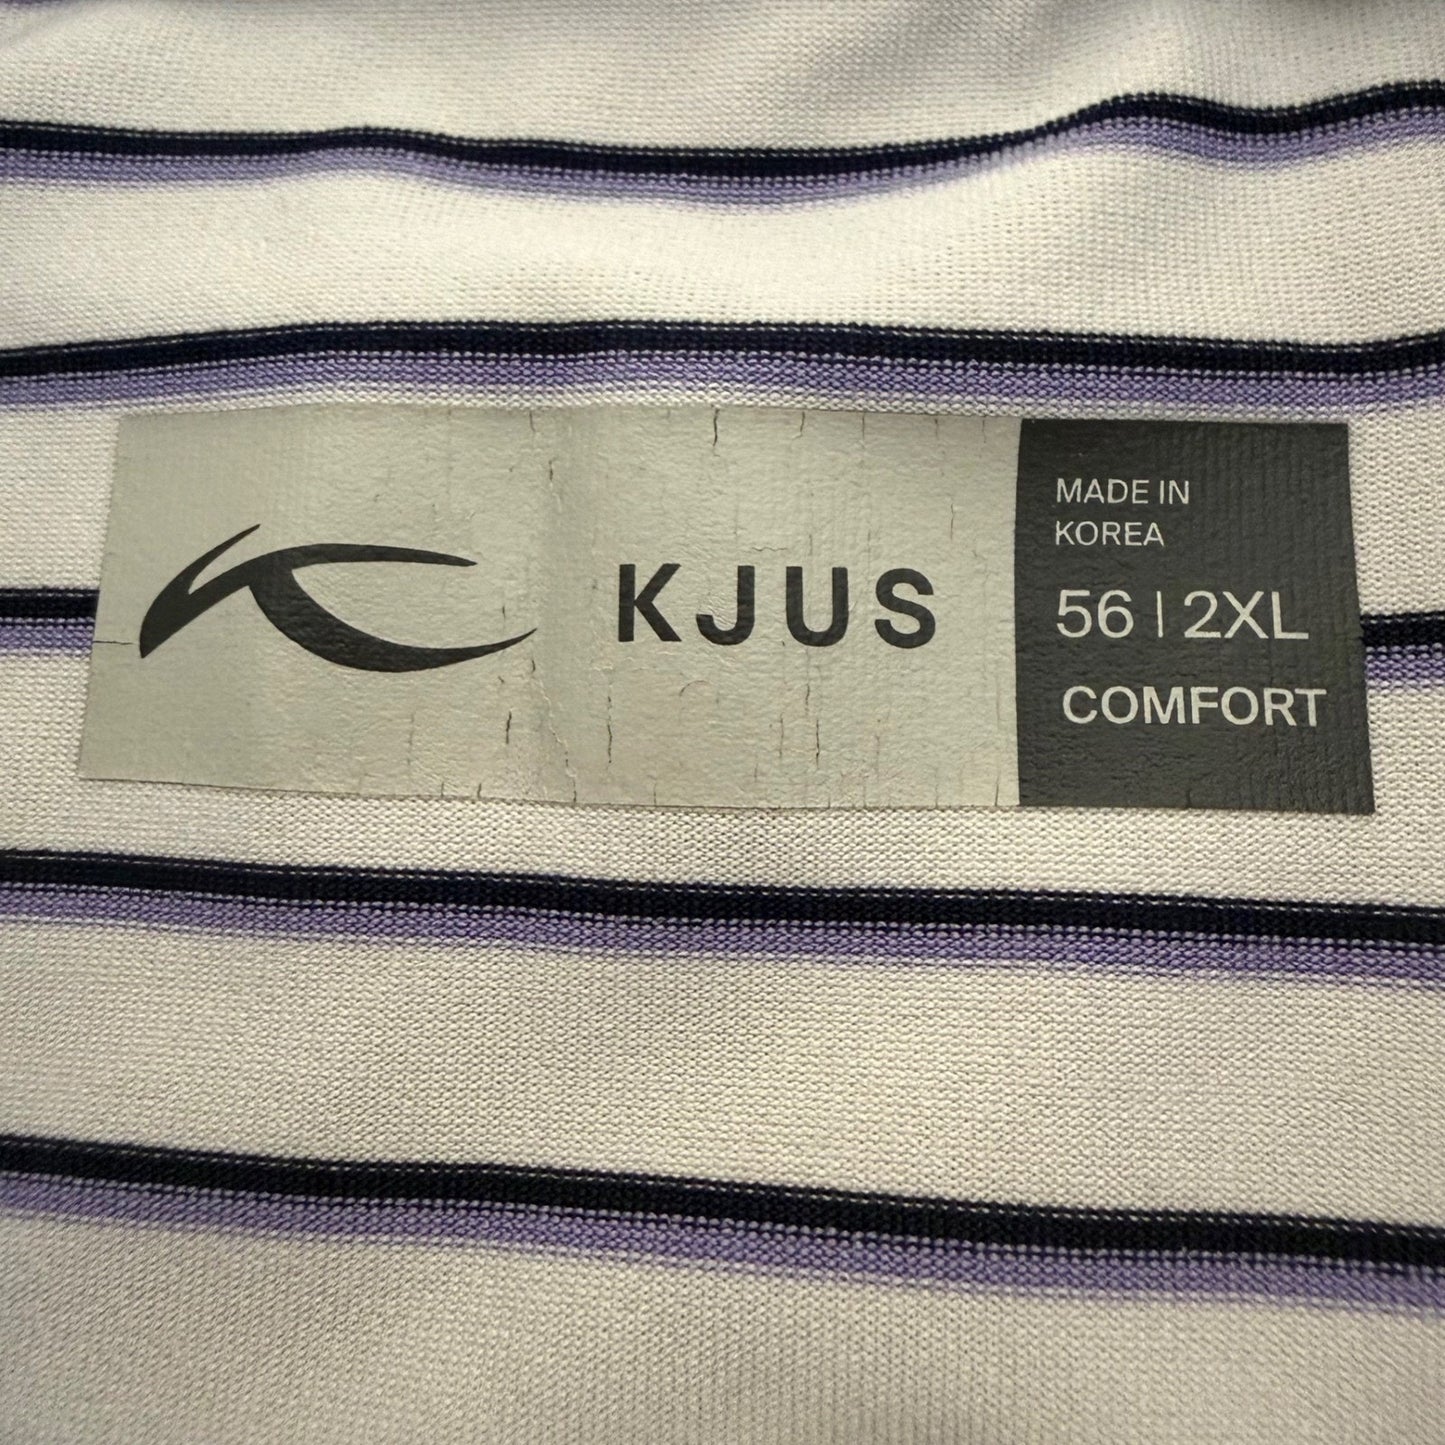 KJUS
MADE IN
KOREA
56 | 2XL
COMFORT